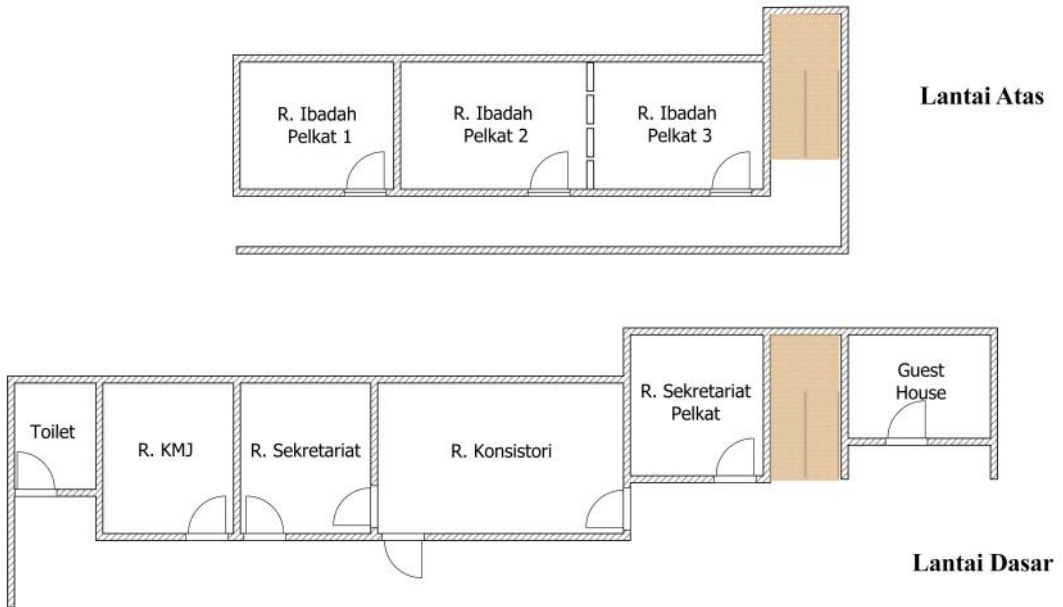 R. Ibadah
Pelkat 1
R. Ibadah
Pelkat 2
R. Ibadah
Pelkat 3
Lantai Atas
Toilet
R. KMJ
R. Sekretariat
R. Konsistori
R. Sekretariat
Pelkat
Guest
House
Lantai Dasar